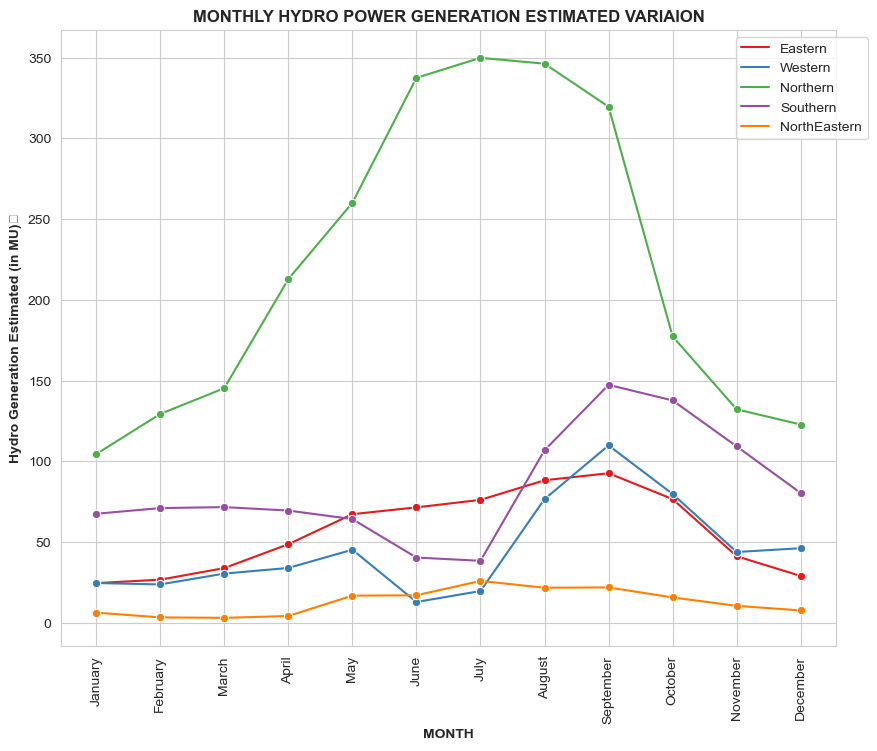 MONTHLY HYDRO POWER GENERATION ESTIMATED VARIAION
Eastern
Western
Northern
Southern
NorthEastern
Hydro Generation Estimated (in MU)▯
350
300
250
200
150
100
50
0
January
February
March
April
May
June
July
August
September
October
November
December
MONTH